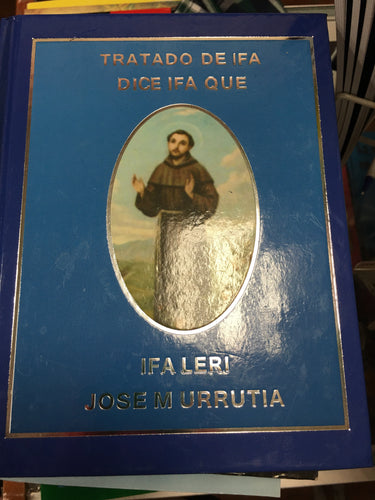 TRATADO DE IFA
DICE IFA QUE
IFA LERI
JOSE M URRUTIA